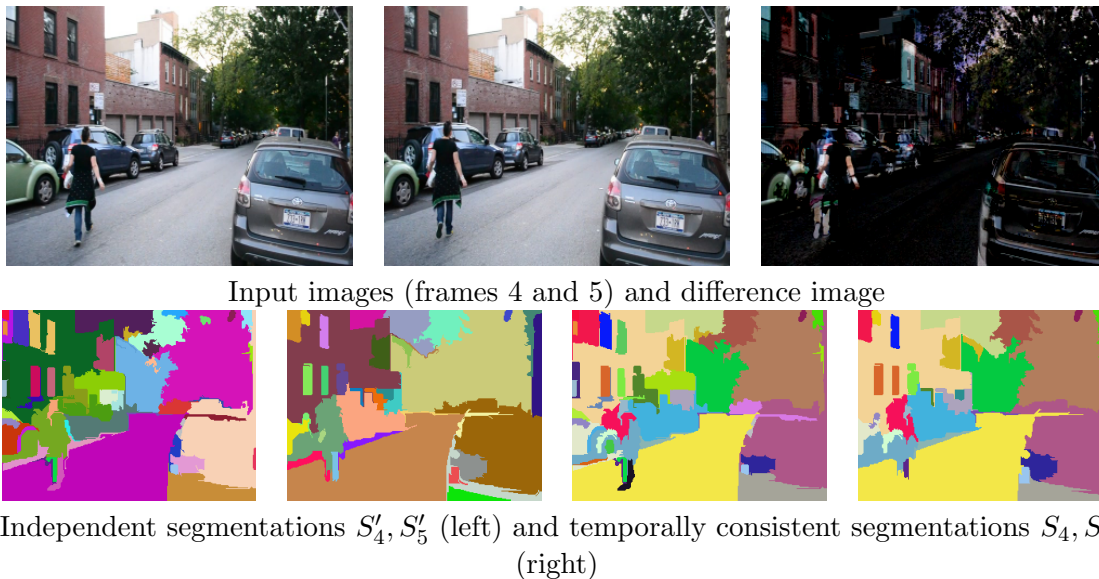 Input images (frames 4 and 5) and difference image
Independent segmentations S′₄, S′₅ (left) and temporally consistent segmentations S₄, S
(right)